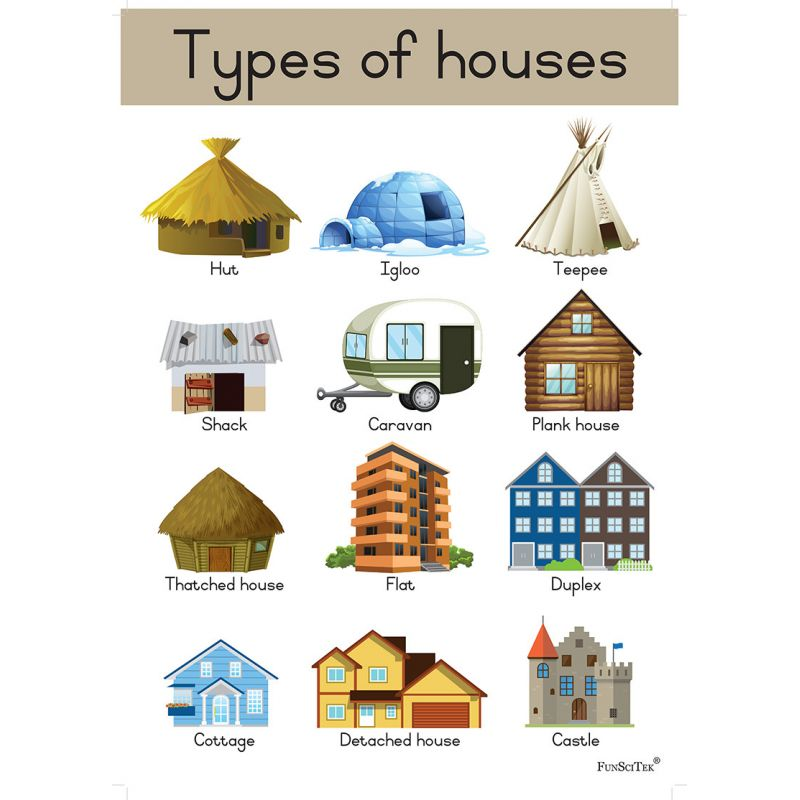 Types of houses
Hut
Igloo
Teepee
Shack
Caravan
Plank house
Thatched house
Flat
Duplex
Cottage
Detached house
Castle
FunSciTek®